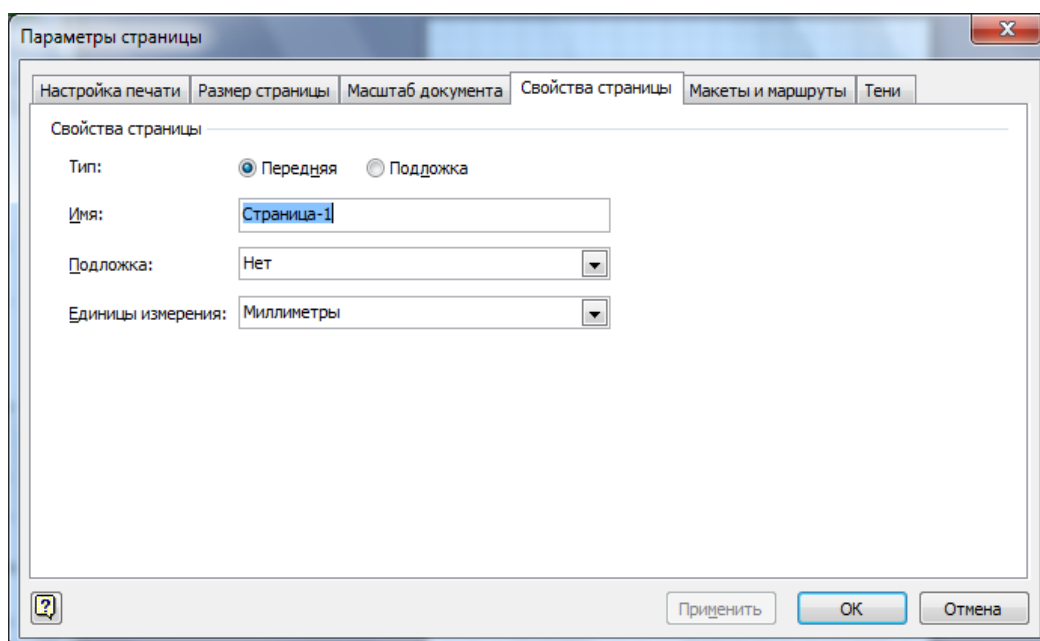 Параметры страницы
Настройка печати Размер страницы Масштаб документа Свойства страницы Макеты и маршруты Тени
Свойства страницы
Тип: Передняя Подложка
Имя: Страница-1
Подложка: Нет
Единицы измерения: Миллиметры
Применить ОК Отмена